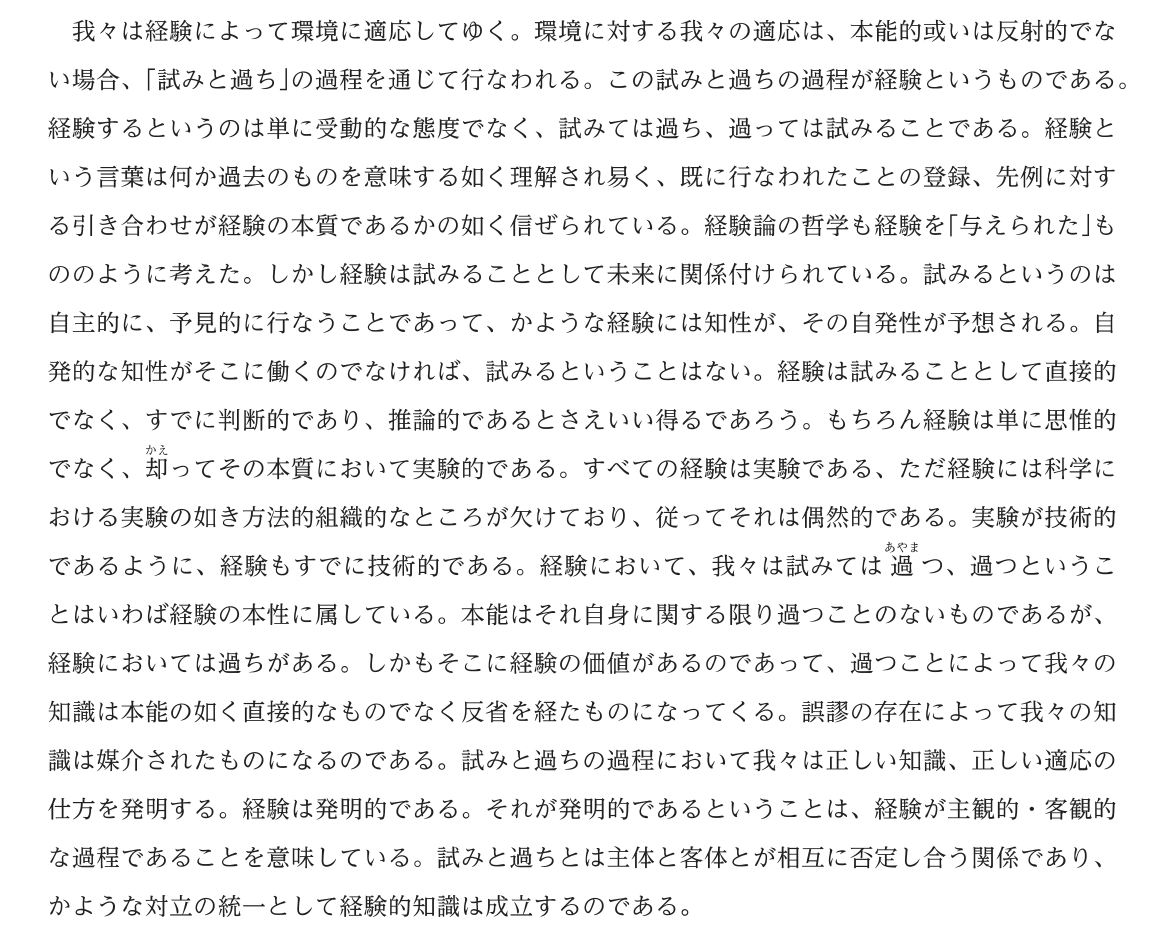 我々は経験によって環境に適応してゆく。環境に対する我々の適応は、本能的或いは反射的でな
い場合、「試みと過ち」の過程を通じて行なわれる。この試みと過ちの過程が経験というものである。
経験するというのは単に受動的な態度でなく、試みては過ち、過っては試みることである。経験と
いう言葉は何か過去のものを意味する如く理解され易く、既に行なわれたことの登録、先例に対す
る引き合わせが経験の本質であるかの如く信ぜられている。経験論の哲学も経験を「与えられた」も
ののように考えた。しかし経験は試みることとして未来に関係付けられている。試みるというのは
自主的に、予見的に行なうことであって、かような経験には知性が、その自発性が予想される。自
発的な知性がそこに働くのでなければ、試みるということはない。経験は試みることとして直接的
でなく、すでに判断的であり、推論的であるとさえいい得るであろう。もちろん経験は単に思惟的
でなく、却ってその本質において実験的である。すべての経験は実験である、ただ経験には科学に
おける実験の如き方法的組織的なところが欠けており、従ってそれは偶然的である。実験が技術的
であるように、経験もすでに技術的である。経験において、我々は試みては過つ、過つというこ
とはいわば経験の本性に属している。本能はそれ自身に関する限り過つことのないものであるが、
経験においては過ちがある。しかもそこに経験の価値があるのであって、過つことによって我々の
知識は本能の如く直接的なものでなく反省を経たものになってくる。誤謬の存在によって我々の知
識は媒介されたものになるのである。試みと過ちの過程において我々は正しい知識、正しい適応の
仕方を発明する。経験は発明的である。それが発明的であるということは、経験が主観的・客観的
な過程であることを意味している。試みと過ちとは主体と客体とが相互に否定し合う関係であり、
かような対立の統一として経験的知識は成立するのである。